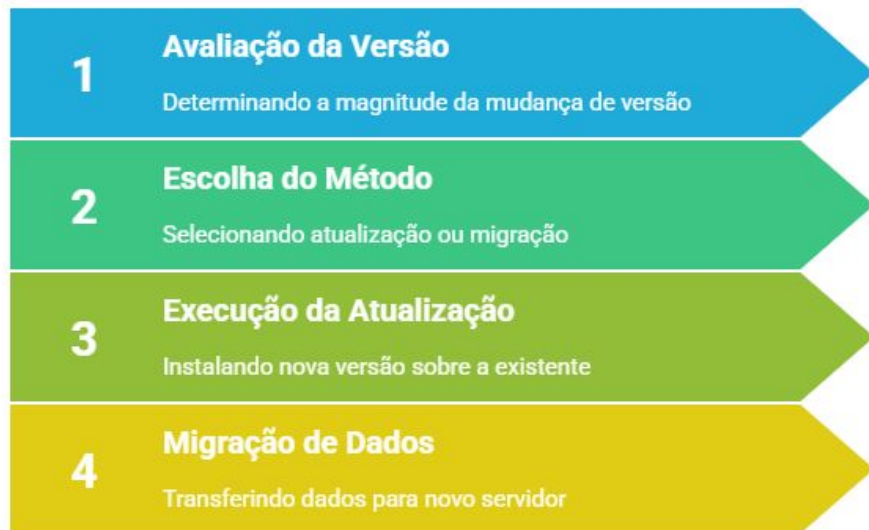 1
Avaliação da Versão
Determinando a magnitude da mudança de versão
2
Escolha do Método
Selecionando atualização ou migração
3
Execução da Atualização
Instalando nova versão sobre a existente
4
Migração de Dados
Transferindo dados para novo servidor